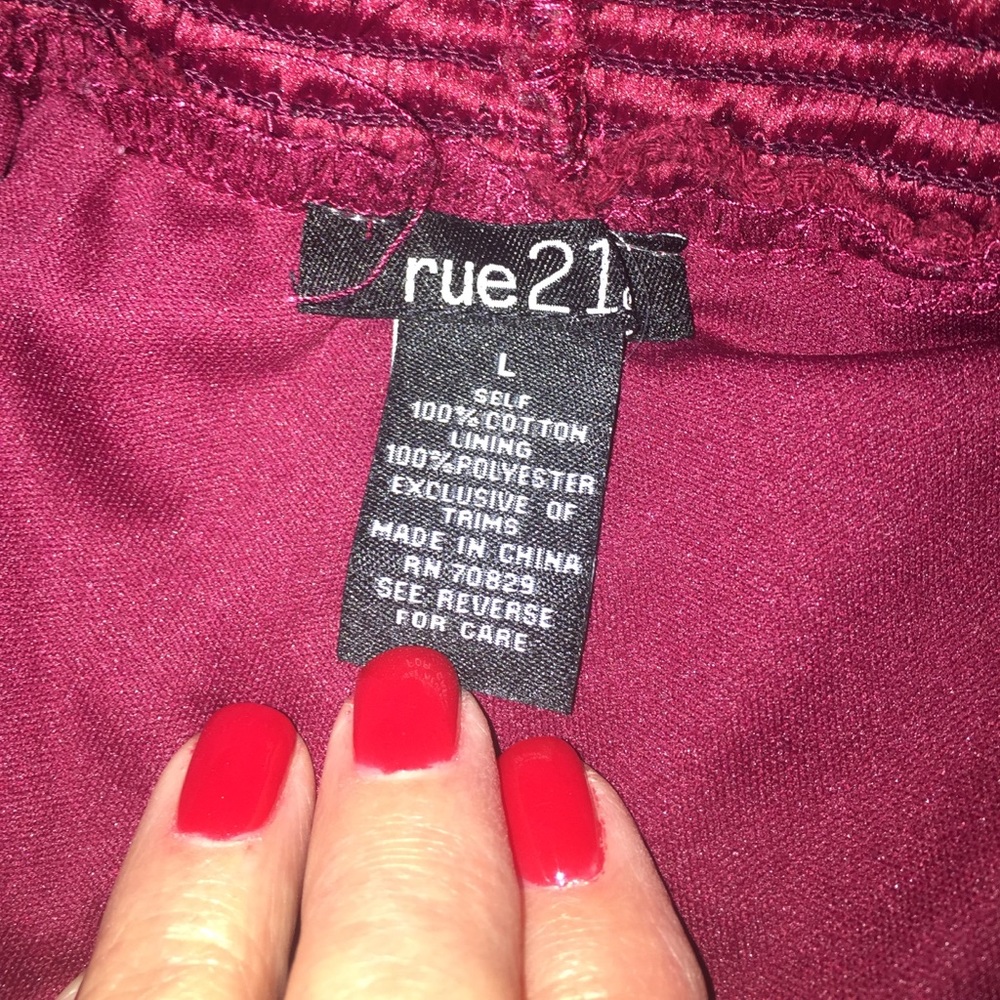 rue21
L
SELF
100%COTTON
LINING
100%POLYESTER
EXCLUSIVE OF
TRIMS
MADE IN CHINA
RN 70829
SEE REVERSE
FOR CARE